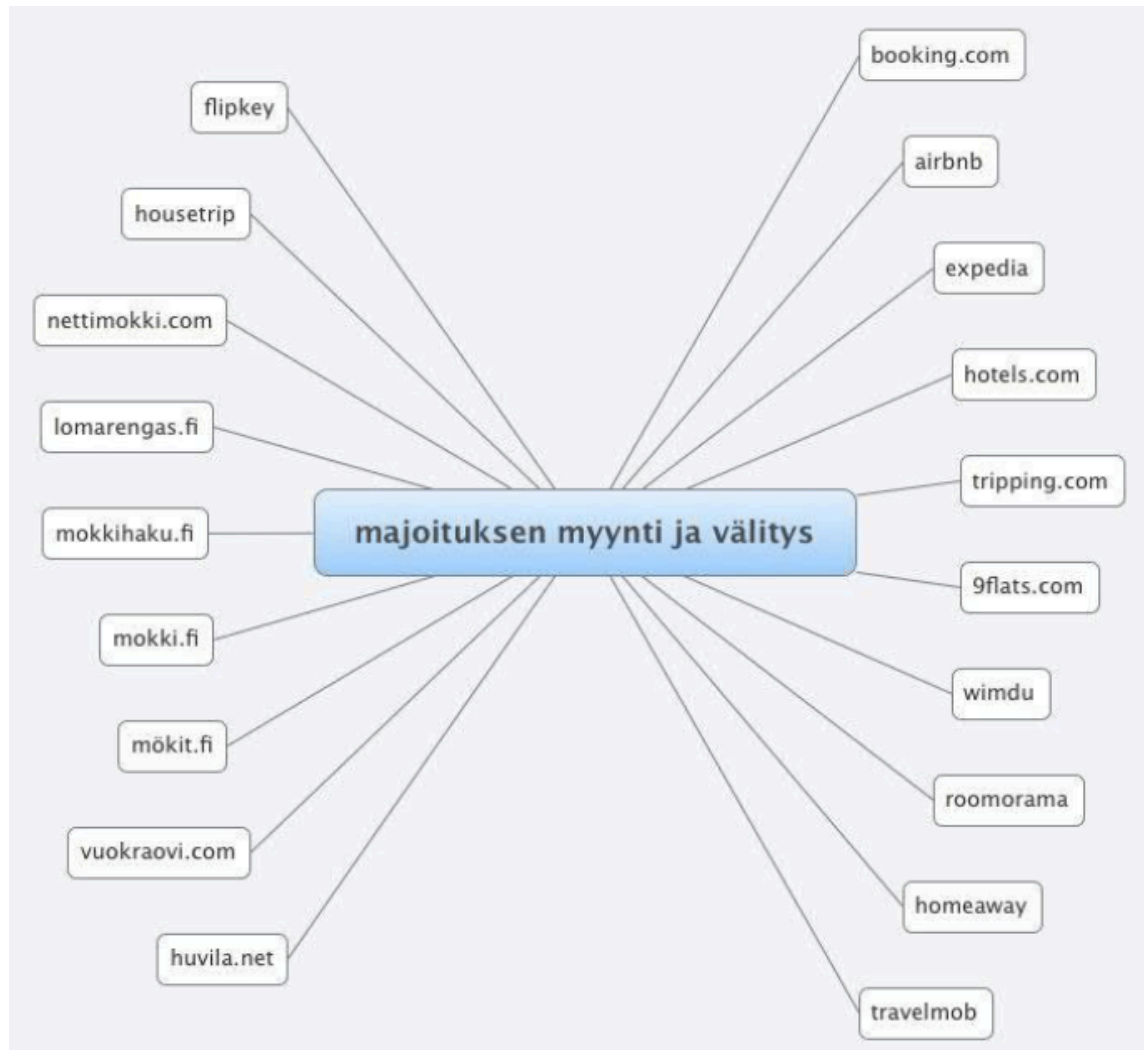 booking.com
flipkey
airbnb
housetrip
expedia
nettimokki.com
hotels.com
lomarengas.fi
tripping.com
mokkihaku.fi
majoituksen myynti ja välitys
9flats.com
mokki.fi
wimdu
mökit.fi
roomorama
vuokraovi.com
homeaway
huvila.net
travelmob